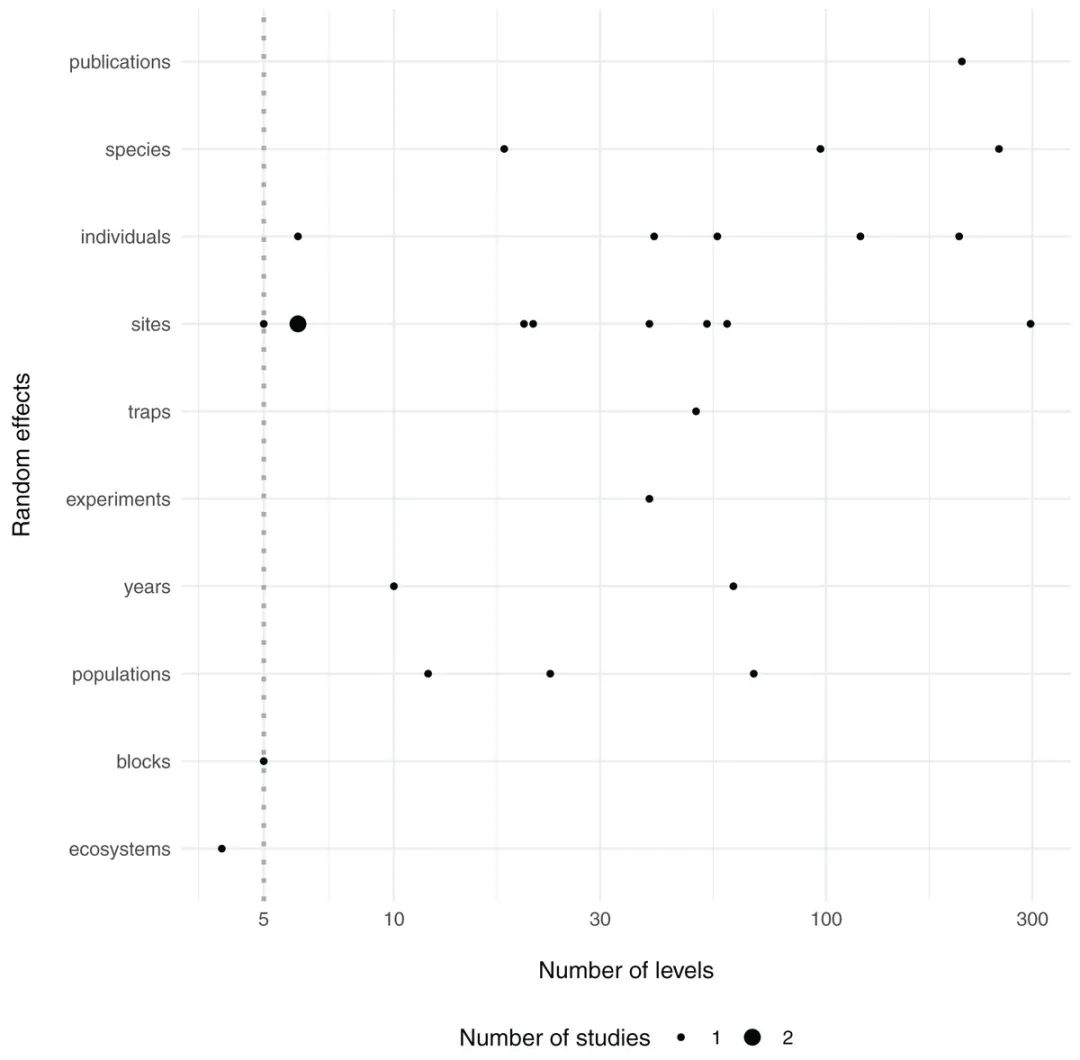 publications
species
individuals
sites
traps
experiments
years
populations
blocks
ecosystems
Random effects
5 10 30 100 300
Number of levels
Number of studies 1 2